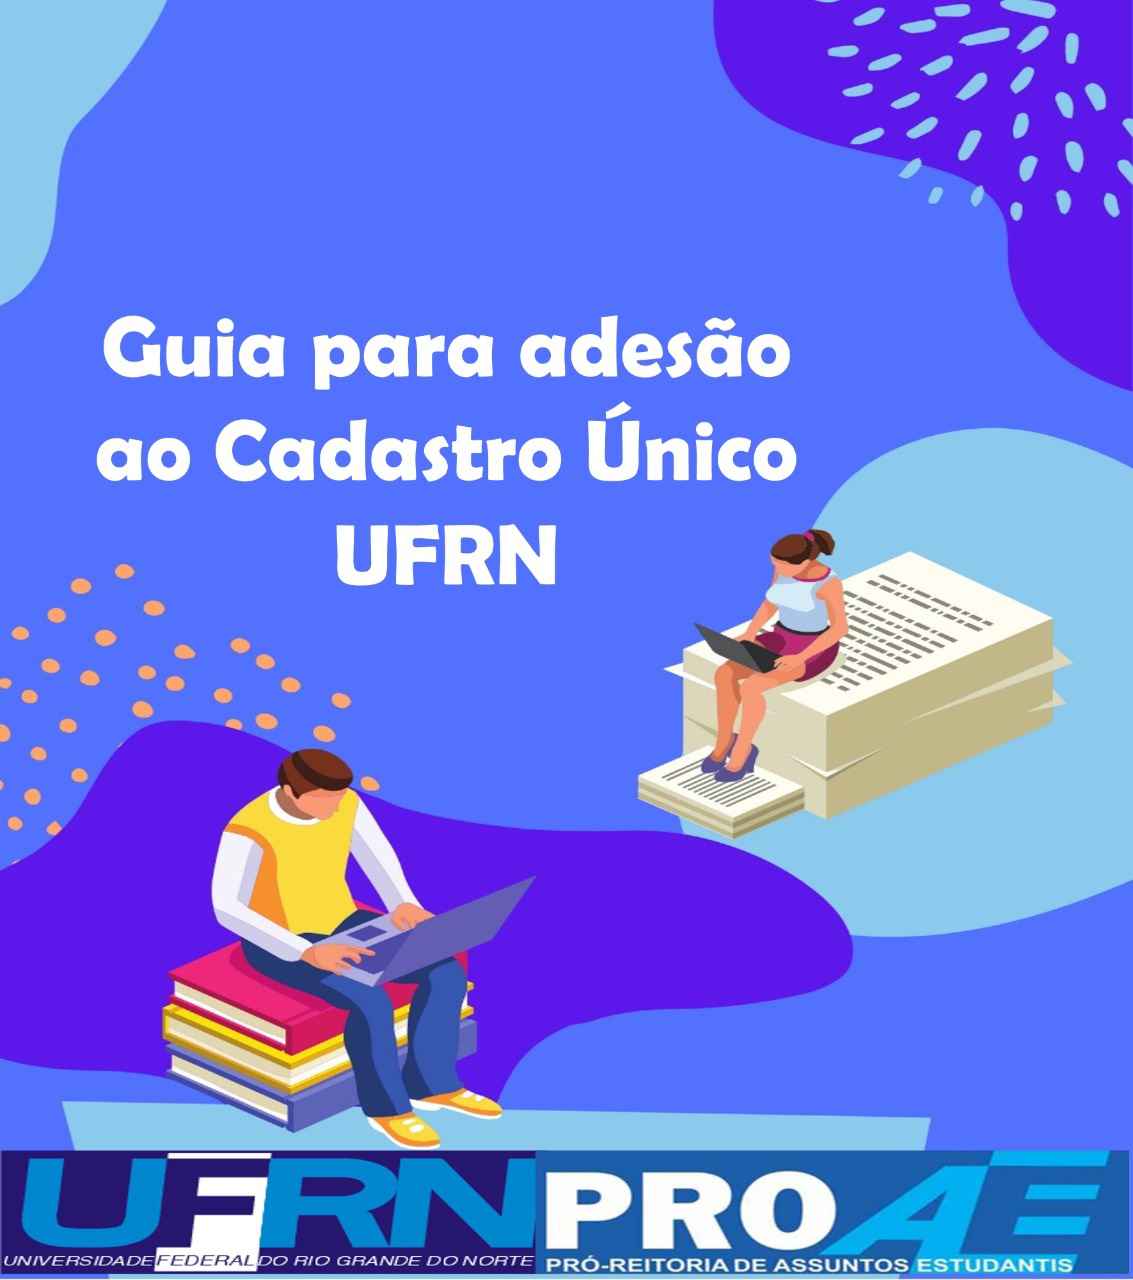 Guia para adesão
ao Cadastro Único
UFRN
UFRN
UNIVERSIDADE FEDERAL DO RIO GRANDE DO NORTE
PROAE
PRÓ-REITORIA DE ASSUNTOS ESTUDANTIS